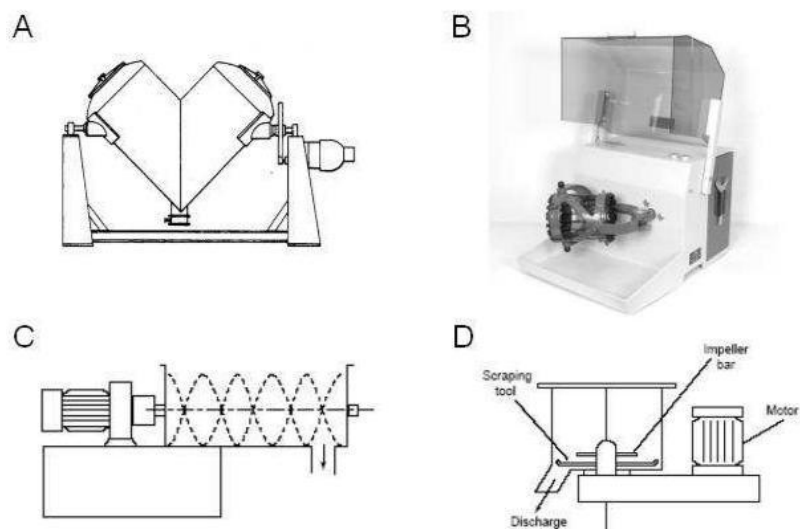 A
B
C
D
Impeller
bar
Scraping
tool
Motor
Discharge